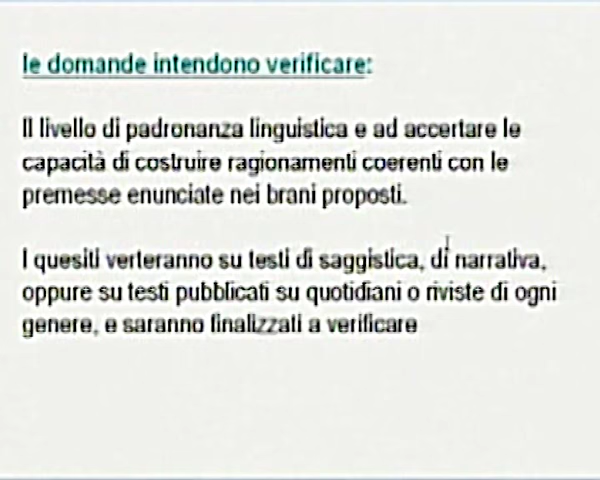 le domande intendono verificare:
Il livello di padronanza linguistica e ad accertare le
capacità di costruire ragionamenti coerenti con le
premesse enunciate nei brani proposti.
I quesiti verteranno su testi di saggistica, di narrativa,
oppure su testi pubblicati su quotidiani o riviste di ogni
genere, e saranno finalizzati a verificare